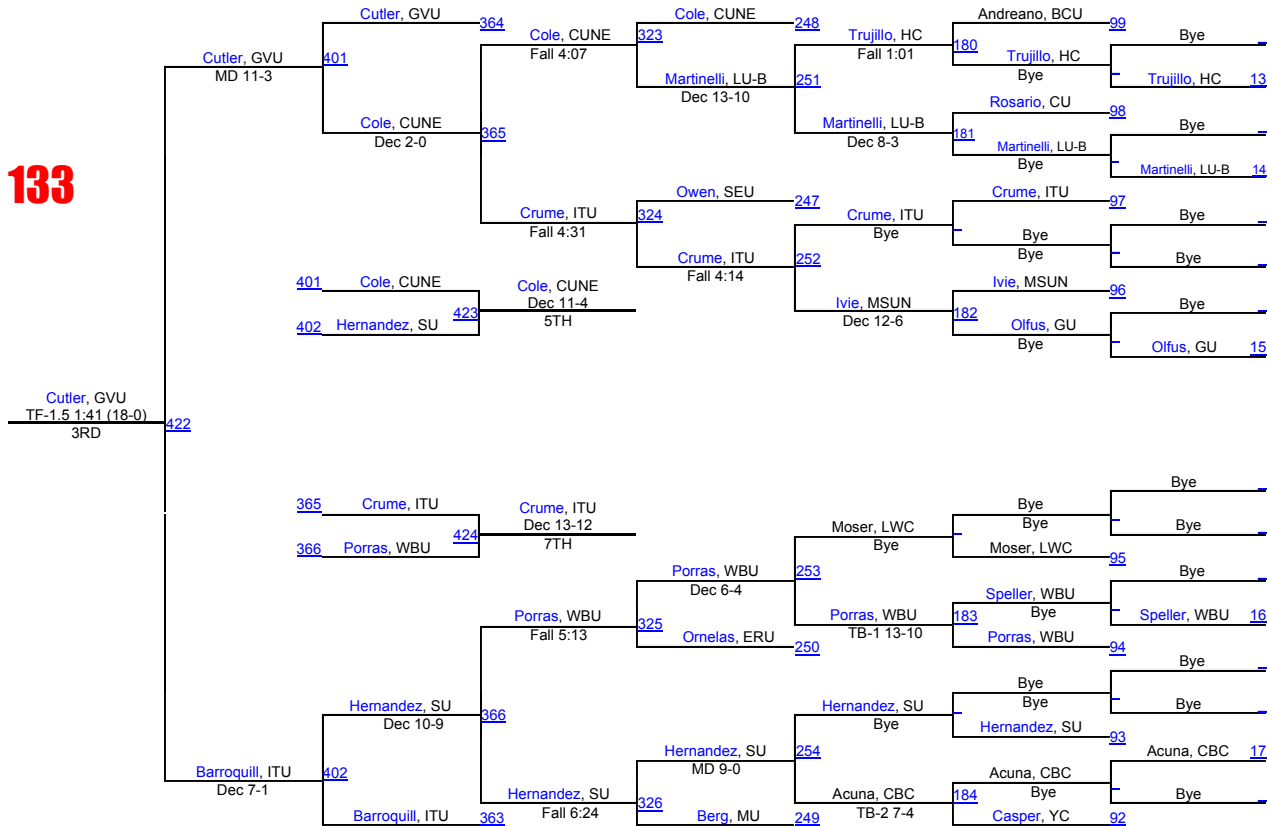 Cutler, GVU 364 Cole, CUNE 248 Andreano, BCU 99
Cole, CUNE 323 Trujillo, HC 180 Bye
Cutler, GVU 401 Fall 4:07 Fall 1:01 Trujillo, HC
MD 11-3 Martinelli, LU-B 251 Bye Trujillo, HC 13
Dec 13-10 Rosario, CU 98
Cole, CUNE 365 Martinelli, LU-B 181 Bye
Dec 2-0 Dec 8-3 Martinelli, LU-B
Bye Martinelli, LU-B 14
133
Owen, SEU 247 Crume, ITU 97
Crume, ITU 324 Crume, ITU Bye
Fall 4:31 Bye Bye
Crume, ITU 252 Bye Bye
Fall 4:14
401 Cole, CUNE Cole, CUNE Ivie, MSUN 96
423 Dec 11-4 Ivie, MSUN 182 Bye
402 Hernandez, SU 5TH Dec 12-6 Olfus, GU
Bye Olfus, GU 15
Cutler, GVU
TF-1.5 1:41 (18-0) 422
3RD
Bye
365 Crume, ITU Crume, ITU Bye
424 Dec 13-12 Moser, LWC Bye Bye
366 Porras, WBU 7TH Bye Moser, LWC 95
Porras, WBU 253 Bye
Dec 6-4 Speller, WBU
Porras, WBU 325 Porras, WBU 183 Bye Speller, WBU 16
Fall 5:13 TB-1 13-10
Ornelas, ERU 250 Porras, WBU 94
Bye
Bye
Hernandez, SU 366 Hernandez, SU Bye Bye
Dec 10-9 Bye Hernandez, SU 93
Hernandez, SU 254 Acuna, CBC 17
MD 9-0
Barroquill, ITU 402 Acuna, CBC
Dec 7-1 Hernandez, SU 326 Acuna, CBC 184 Bye Bye
Fall 6:24 TB-2 7-4
Barroquill, ITU 363 Berg, MU 249 Casper, YC 92